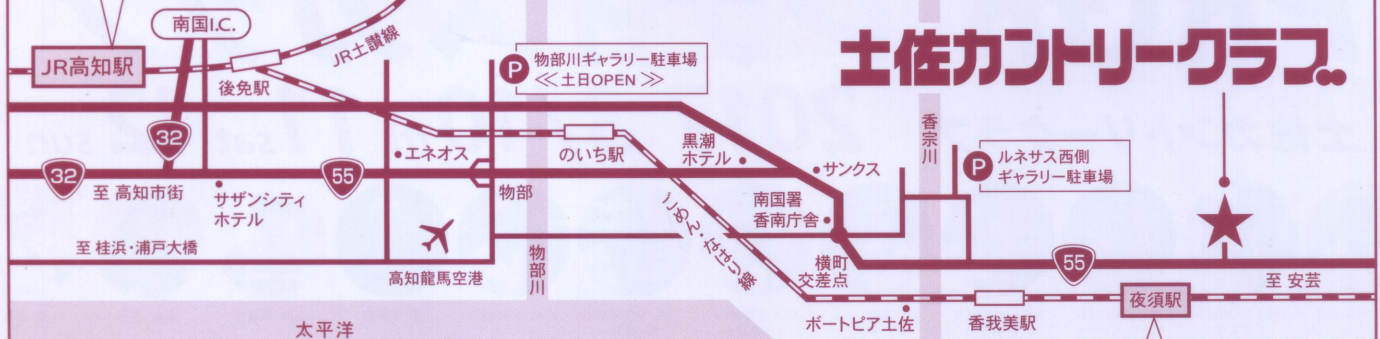 南国I.C.
JR高知駅
後免駅
JR土讃線
物部川ギャラリー駐車場
≪土日OPEN≫
P
土佐カントリークラブ
32
32
至 高知市街
サザンシティ
ホテル
55
エネオス
のいち駅
物部
黒潮
ホテル
サンクス
香宗川
P
ルネサス西側
ギャラリー駐車場
南国署
香南庁舎
ごめん・なはり線
至 桂浜・浦戸大橋
高知龍馬空港
物部川
横町
交差点
55
至 安芸
夜須駅
ボートピア土佐
香我美駅
太平洋